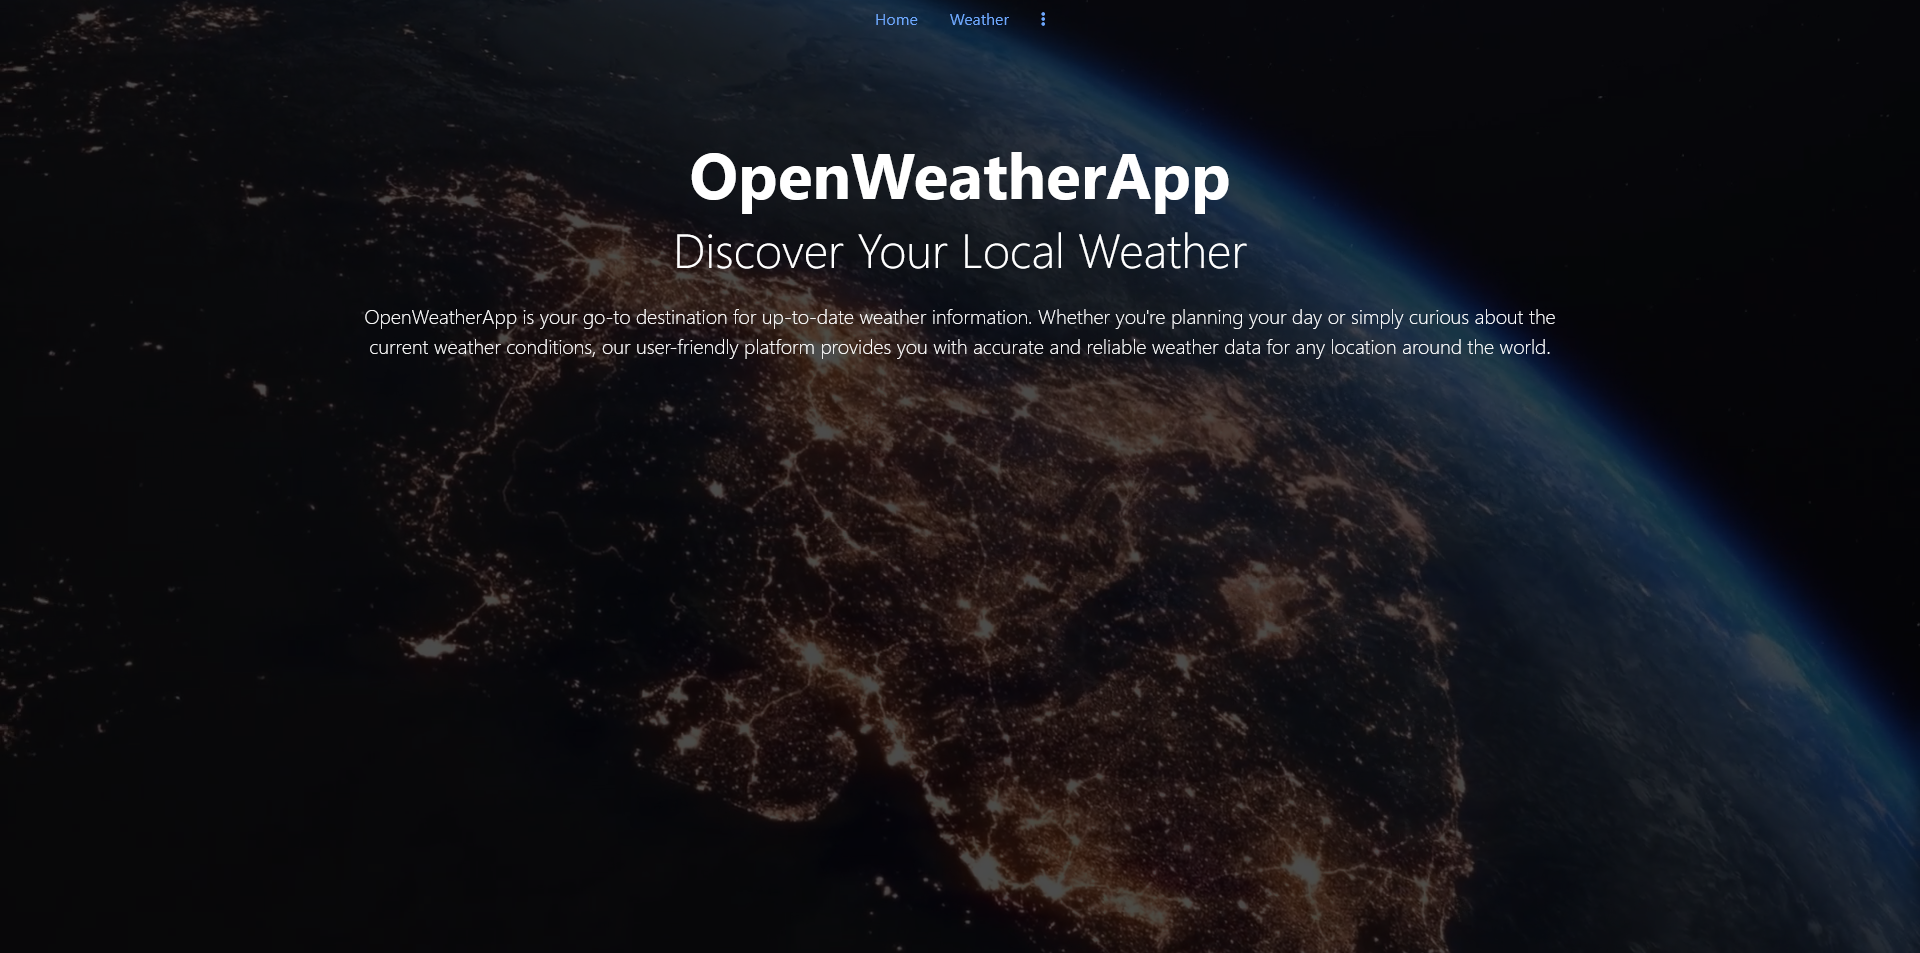 Home Weather
OpenWeatherApp
Discover Your Local Weather
OpenWeatherApp is your go-to destination for up-to-date weather information. Whether you're planning your day or simply curious about the
current weather conditions, our user-friendly platform provides you with accurate and reliable weather data for any location around the world.